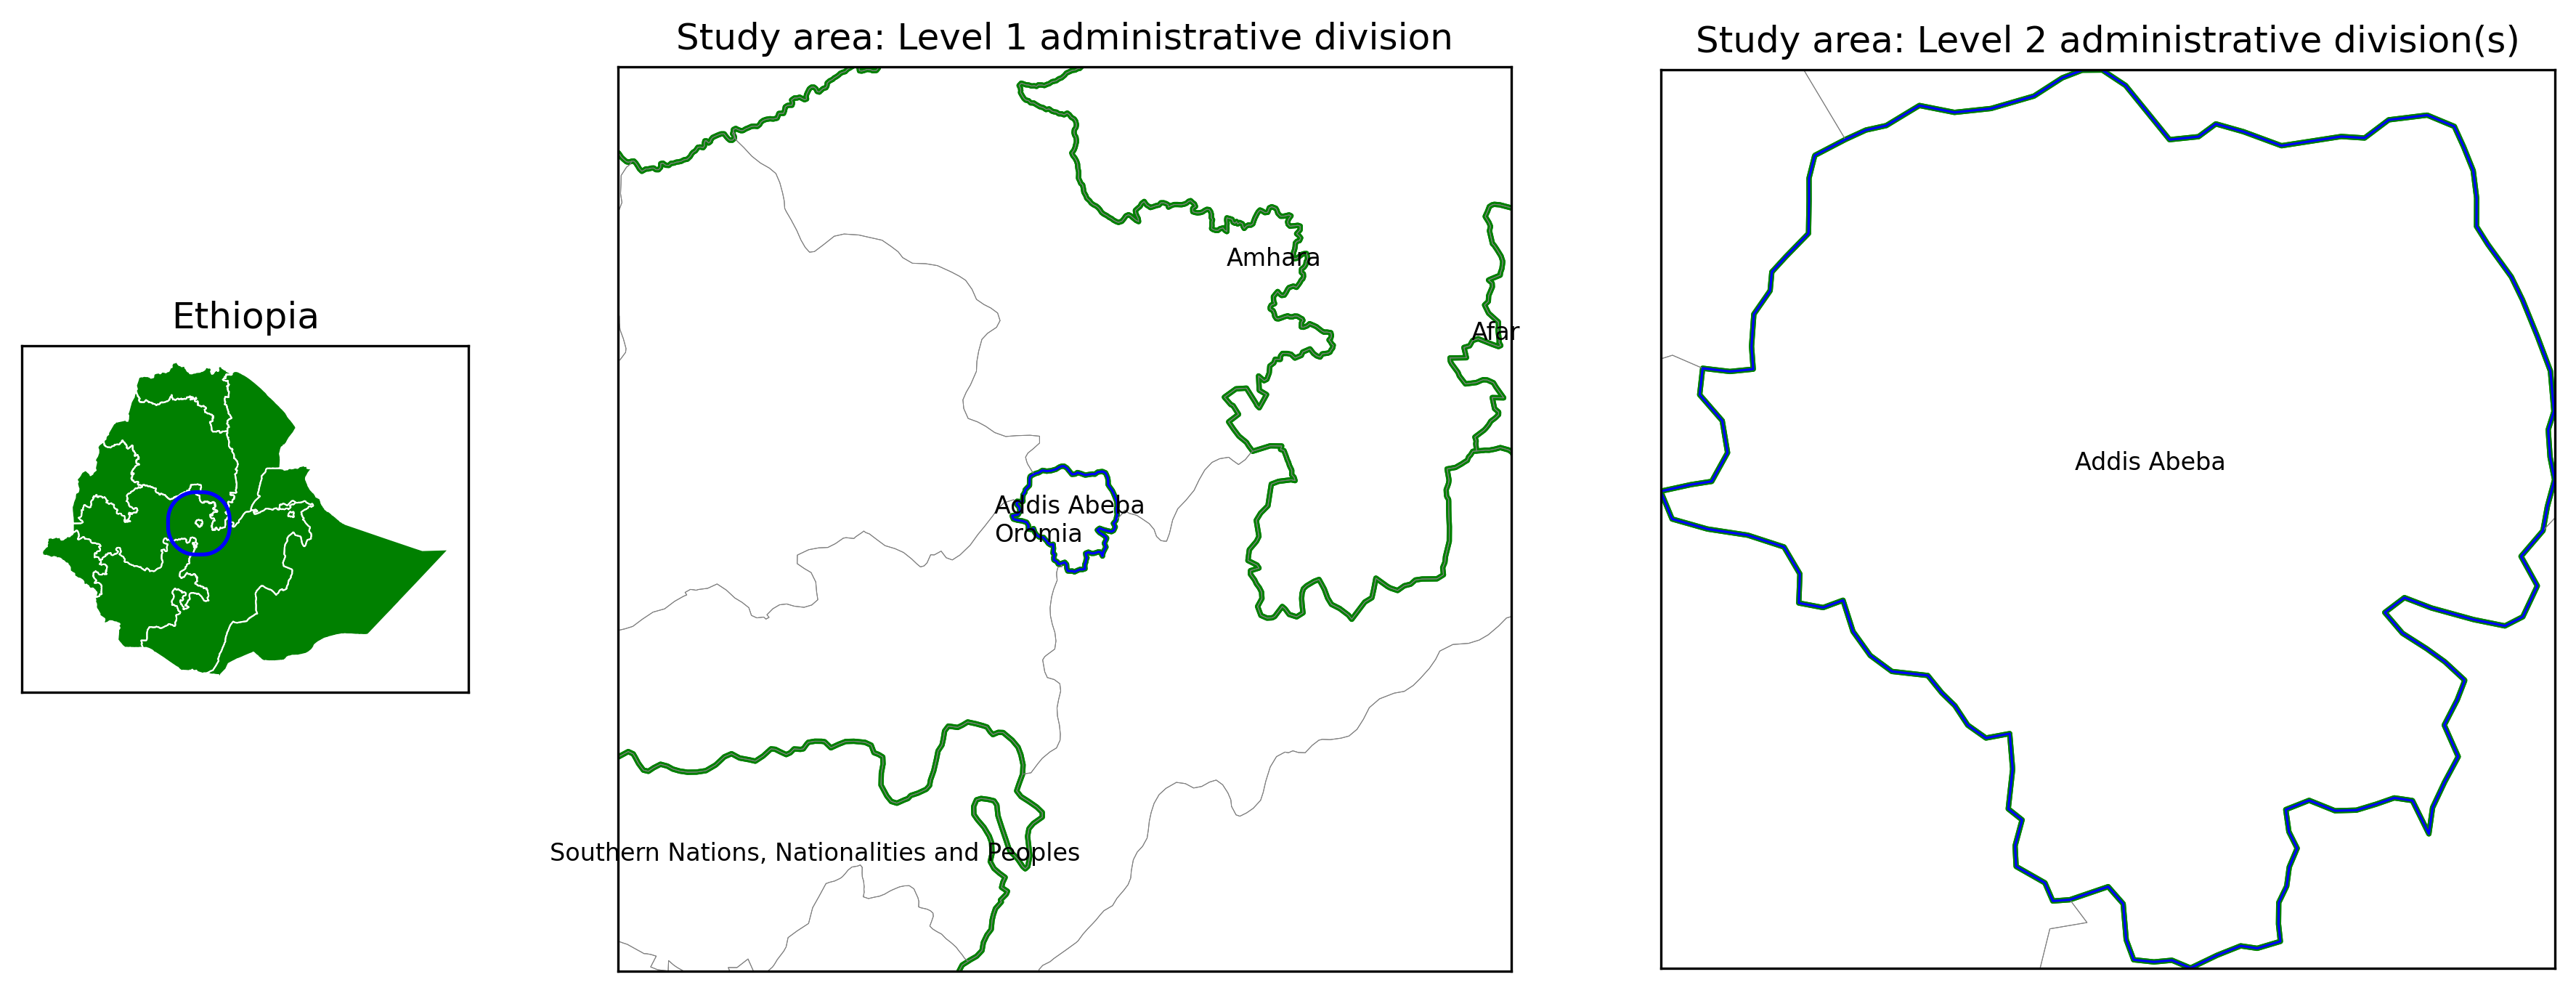 Ethiopia
Study area: Level 1 administrative division
Amhara
Afar
Addis Abeba
Oromia
Southern Nations, Nationalities and Peoples
Study area: Level 2 administrative division(s)
Addis Abeba